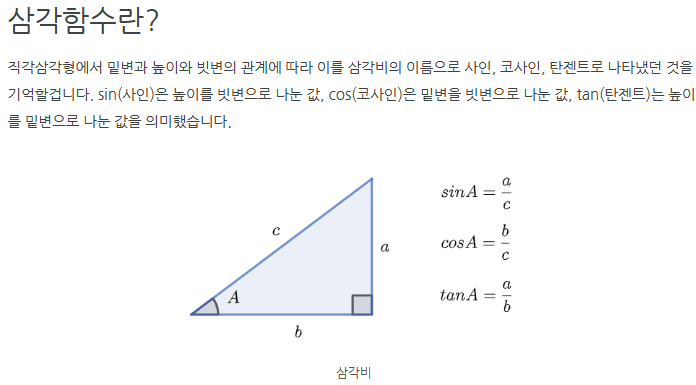 삼각함수란?
직각삼각형에서 밑변과 높이와 빗변의 관계에 따라 이를 삼각비의 이름으로 사인, 코사인, 탄젠트로 나타냈던 것을
기억할겁니다. sin(사인)은 높이를 빗변으로 나눈 값, cos(코사인)은 밑변을 빗변으로 나눈 값, tan(탄젠트)는 높이
를 밑변으로 나눈 값을 의미했습니다.
c
a
A
b
sinA = a/c
cosA = b/c
tanA = a/b
삼각비